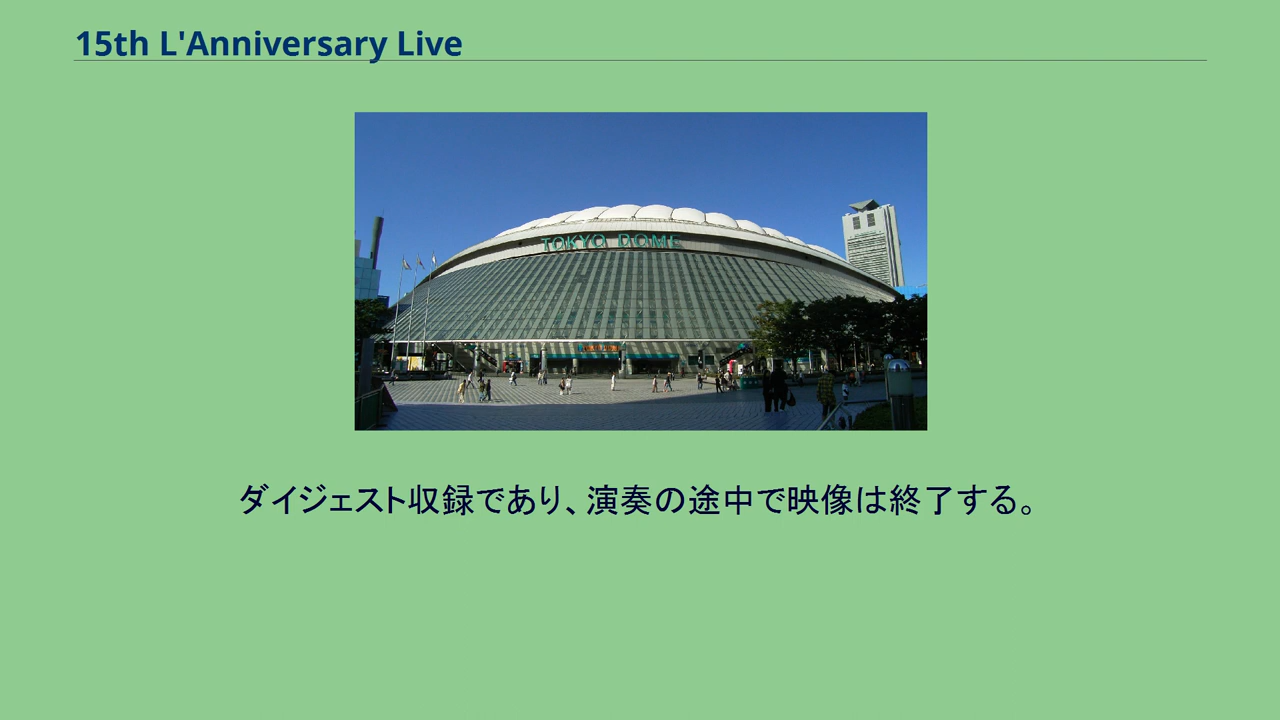 15th L'Anniversary Live
TOKYO DOME
ダイジェスト収録であり、演奏の途中で映像は終了する。